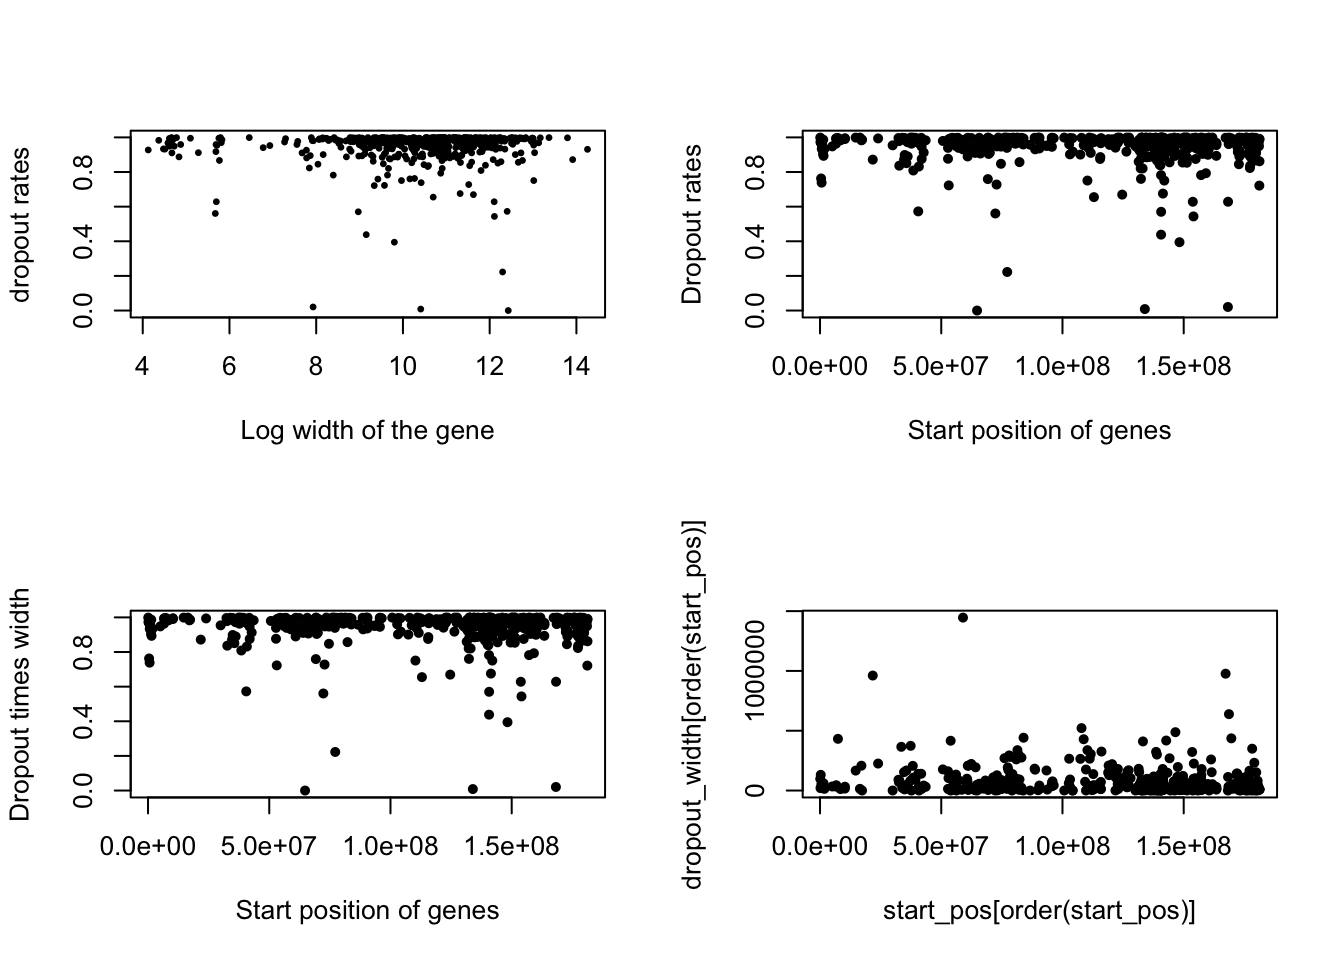 dropout rates
0.8
0.4
0.0
4 6 8 10 12 14
Log width of the gene
Dropout rates
0.8
0.4
0.0
0.0e+00 5.0e+07 1.0e+08 1.5e+08
Start position of genes
Dropout times width
0.8
0.4
0.0
0.0e+00 5.0e+07 1.0e+08 1.5e+08
Start position of genes
dropout_width[order(start_pos)]
1000000
0
0.0e+00 5.0e+07 1.0e+08 1.5e+08
start_pos[order(start_pos)]